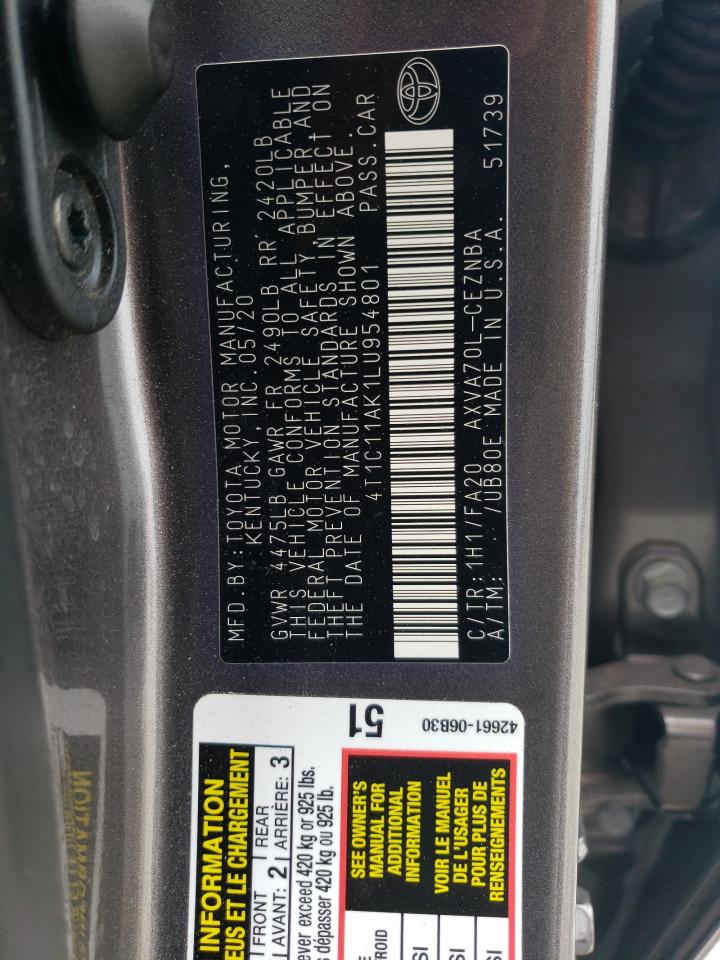 MFD. BY: TOYOTA MOTOR MANUFACTURING,
KENTUCKY, INC. 05/20
GVWR 4475LB GAWR FR 2490LB RR 2420LB
THIS VEHICLE CONFORMS TO ALL APPLICABLE
FEDERAL MOTOR VEHICLE SAFETY, BUMPER, AND
THEFT PREVENTION STANDARDS IN EFFECT ON
THE DATE OF MANUFACTURE SHOWN ABOVE.
4T1C11AK1LU954801 PASS. CAR
C/TR: 1H1/FA20 AXVA70L-CEZNBA
A/TM: /UB80E MADE IN U.S.A. 51739
INFORMATION
EUS ET LE CHARGEMENT
FRONT
AVANT: 2
REAR
ARRIÈRE: 3
ever exceed 420 kg or 925 lbs.
dépasser 420 kg ou 925 lb.
51
42661-06B30
SEE OWNER'S
MANUAL FOR
ADDITIONAL
INFORMATION
VOIR LE MANUEL
DE L'USAGER
POUR PLUS DE
RENSEIGNEMENTS